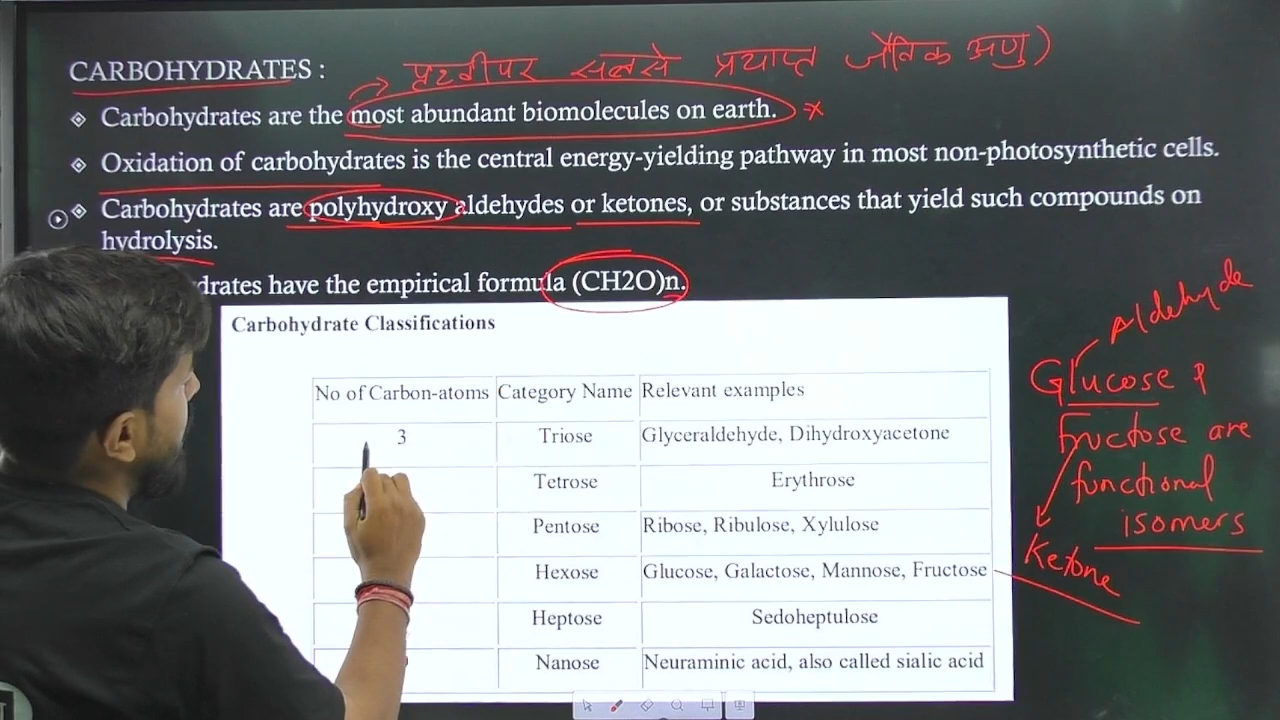 CARBOHYDRATES :
पृथ्वीपर सबसे प्रयाप्त जैविक अणु)
Carbohydrates are the most abundant biomolecules on earth.
Oxidation of carbohydrates is the central energy-yielding pathway in most non-photosynthetic cells.
Carbohydrates are polyhydroxy aldehydes or ketones, or substances that yield such compounds on
hydrolysis.
drates have the empirical formula (CH2O)n.
Carbohydrate Classifications
No of Carbon-atoms Category Name Relevant examples
3 Triose Glyceraldehyde, Dihydroxyacetone
Tetrose Erythrose
Pentose Ribose, Ribulose, Xylulose
Hexose Glucose, Galactose, Mannose, Fructose
Heptose Sedoheptulose
Nanose Neuraminic acid, also called sialic acid
Aldehyde
Glucose &
Fructose are
functional
isomers
Ketone